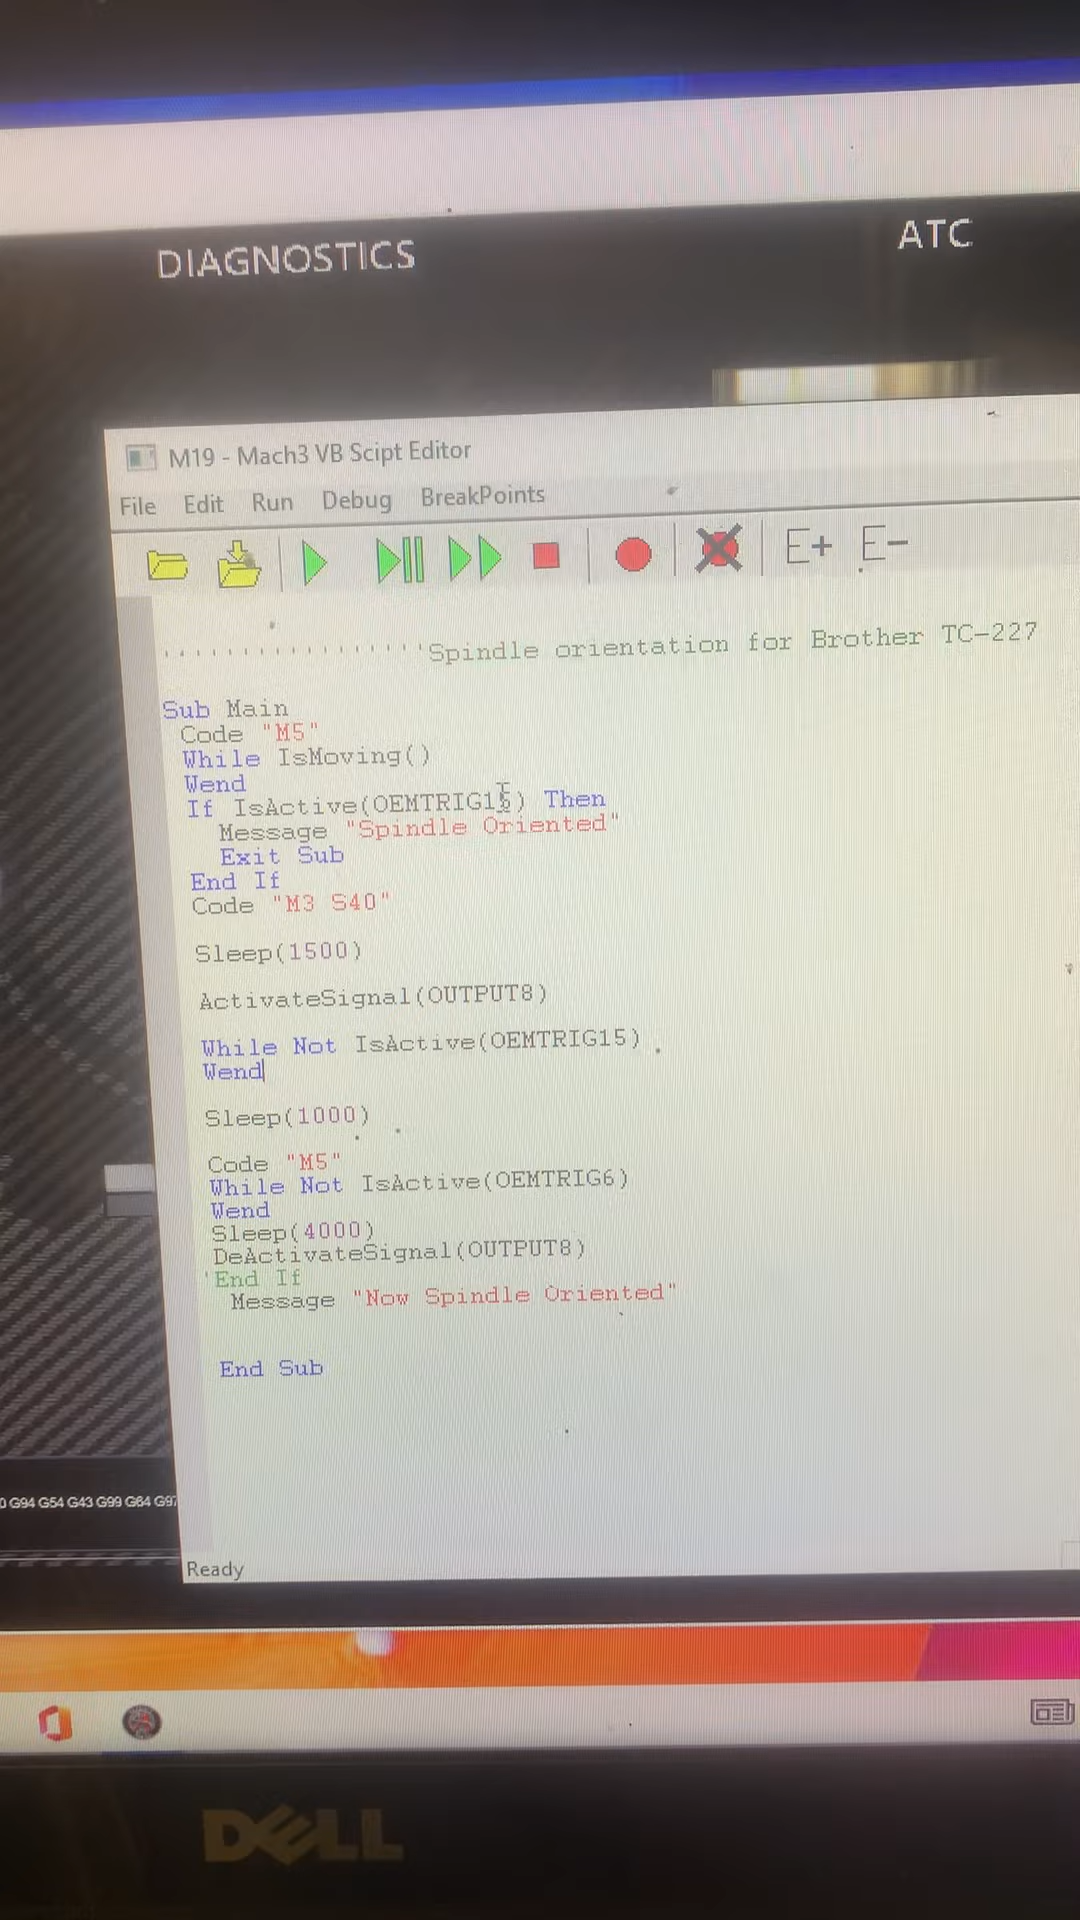 DIAGNOSTICS
ATC
M19 - Mach3 VB Scipt Editor
File Edit Run Debug BreakPoints
E+ E-
'''''''''''''''''Spindle orientation for Brother TC-227
Sub Main
Code "M5"
While IsMoving()
Wend
If IsActive(OEMTRIG15) Then
Message "Spindle Oriented"
Exit Sub
End If
Code "M3 S40"
Sleep(1500)
ActivateSignal(OUTPUT8)
While Not IsActive(OEMTRIG15)
Wend
Sleep(1000)
Code "M5"
While Not IsActive(OEMTRIG6)
Wend
Sleep(4000)
DeActivateSignal(OUTPUT8)
'End If
Message "Now Spindle Oriented"
End Sub
G94 G54 G43 G99 G64
Ready
DELL